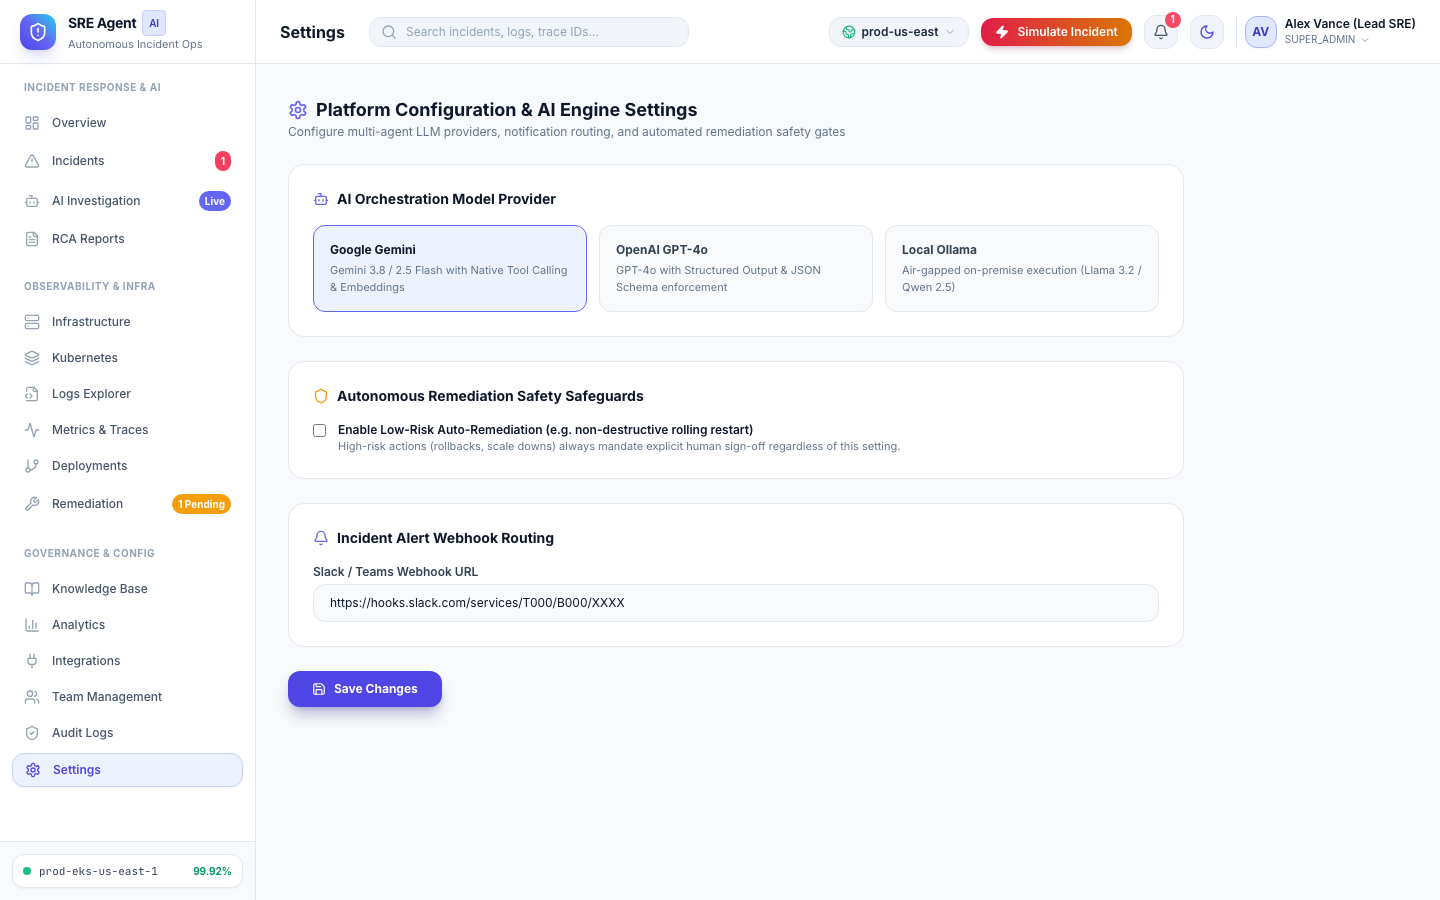 SRE Agent AI
Autonomous Incident Ops
INCIDENT RESPONSE & AI
Overview
Incidents 1
AI Investigation Live
RCA Reports
OBSERVABILITY & INFRA
Infrastructure
Kubernetes
Logs Explorer
Metrics & Traces
Deployments
Remediation 1 Pending
GOVERNANCE & CONFIG
Knowledge Base
Analytics
Integrations
Team Management
Audit Logs
Settings
prod-eks-us-east-1 99.92%
Settings
Search incidents, logs, trace IDs...
prod-us-east
Simulate Incident
1
AV
Alex Vance (Lead SRE)
SUPER_ADMIN
Platform Configuration & AI Engine Settings
Configure multi-agent LLM providers, notification routing, and automated remediation safety gates
AI Orchestration Model Provider
Google Gemini
Gemini 3.8 / 2.5 Flash with Native Tool Calling
& Embeddings
OpenAI GPT-4o
GPT-4o with Structured Output & JSON
Schema enforcement
Local Ollama
Air-gapped on-premise execution (Llama 3.2 /
Qwen 2.5)
Autonomous Remediation Safety Safeguards
Enable Low-Risk Auto-Remediation (e.g. non-destructive rolling restart)
High-risk actions (rollbacks, scale downs) always mandate explicit human sign-off regardless of this setting.
Incident Alert Webhook Routing
Slack / Teams Webhook URL
https://hooks.slack.com/services/T000/B000/XXXX
Save Changes